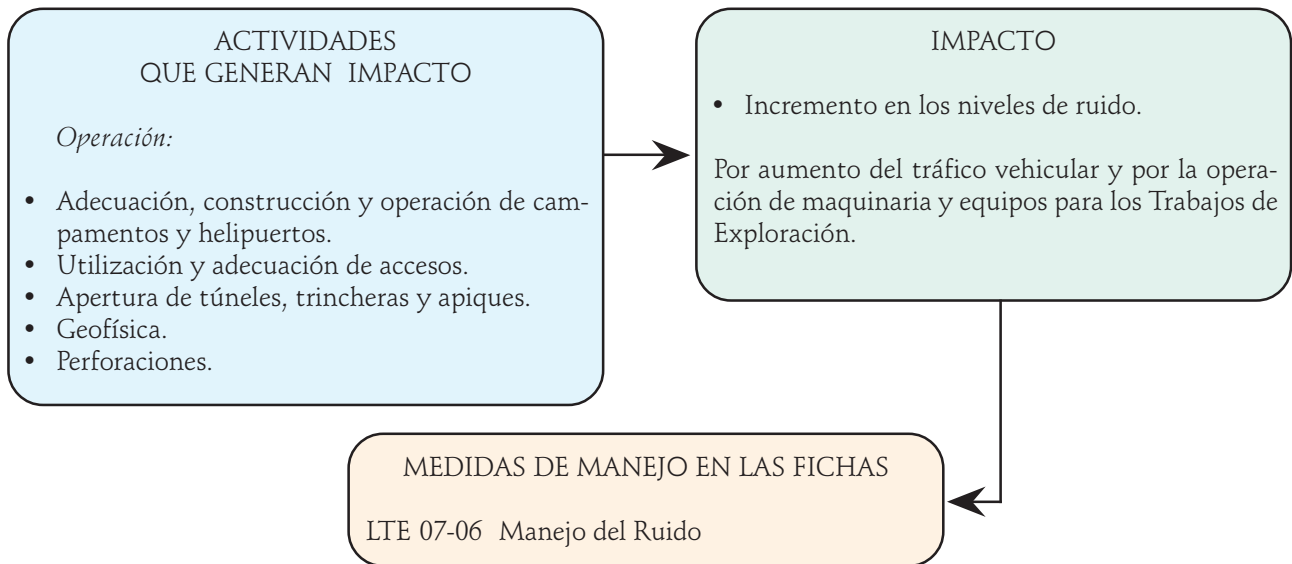 ACTIVIDADES
QUE GENERAN IMPACTO
Operación:
• Adecuación, construcción y operación de cam-
pamentos y helipuertos.
• Utilización y adecuación de accesos.
• Apertura de túneles, trincheras y apiques.
• Geofísica.
• Perforaciones.
IMPACTO
• Incremento en los niveles de ruido.
Por aumento del tráfico vehicular y por la opera-
ción de maquinaria y equipos para los Trabajos de
Exploración.
MEDIDAS DE MANEJO EN LAS FICHAS
LTE 07-06 Manejo del Ruido